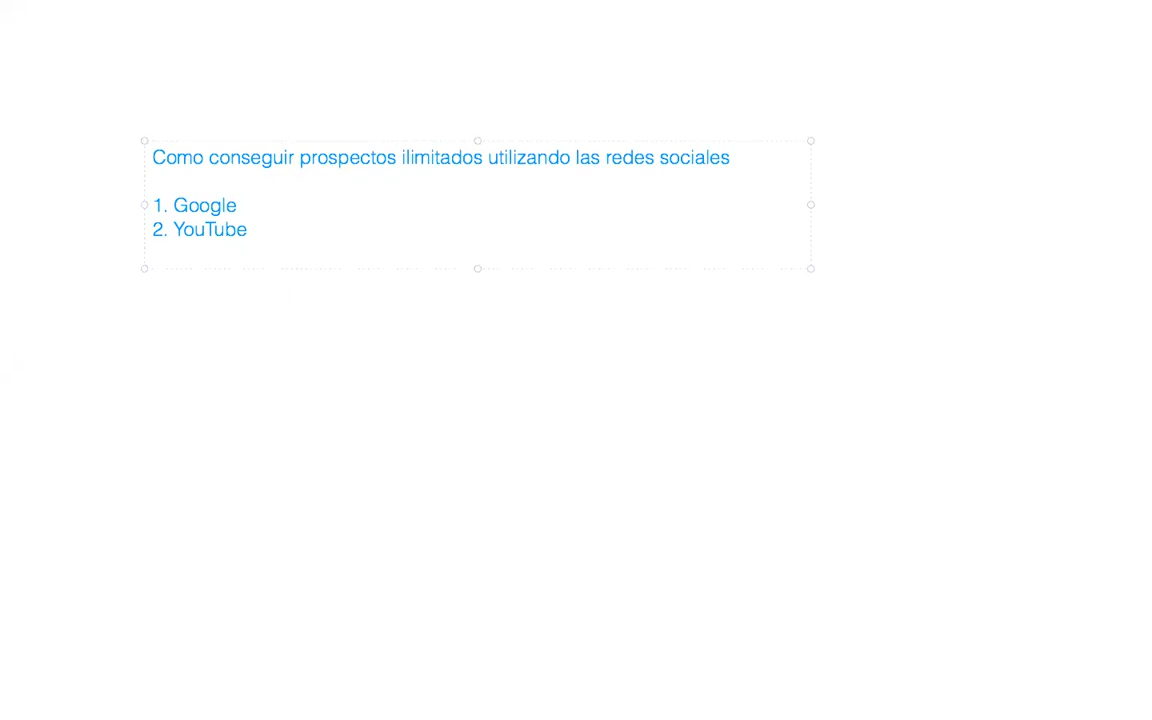 Como conseguir prospectos ilimitados utilizando las redes sociales
1. Google
2. YouTube